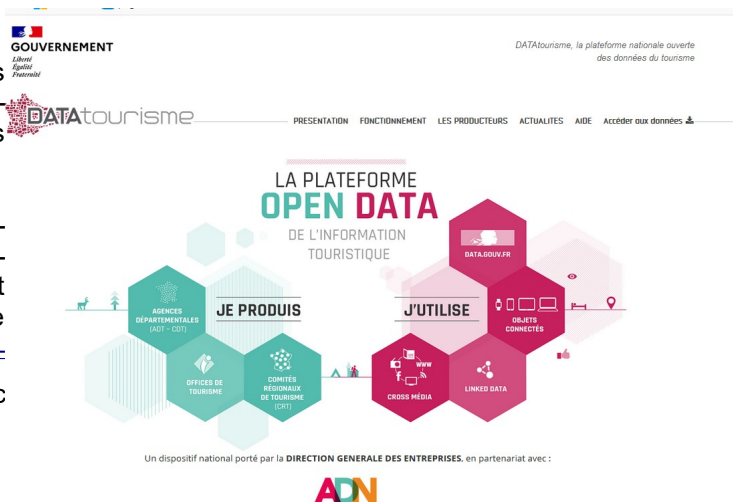 GOUVERNEMENT
Liberté
Égalité
Fraternité
DATAtourisme, la plateforme nationale ouverte
des données du tourisme
DATAtourisme
PRESENTATION FONCTIONNEMENT LES PRODUCTEURS ACTUALITES AIDE Accéder aux données
LA PLATEFORME
OPEN DATA
DE L'INFORMATION
TOURISTIQUE
DATA.GOUV.FR
AGENCES
DÉPARTEMENTALES
(ADT – CDT)
JE PRODUIS
J'UTILISE
OBJETS
CONNECTÉS
OFFICES DE
TOURISME
COMITÉS
RÉGIONAUX
DE TOURISME
(CRT)
WWW
CROSS MÉDIA
LINKED DATA
Un dispositif national porté par la DIRECTION GENERALE DES ENTREPRISES, en partenariat avec :
ADN